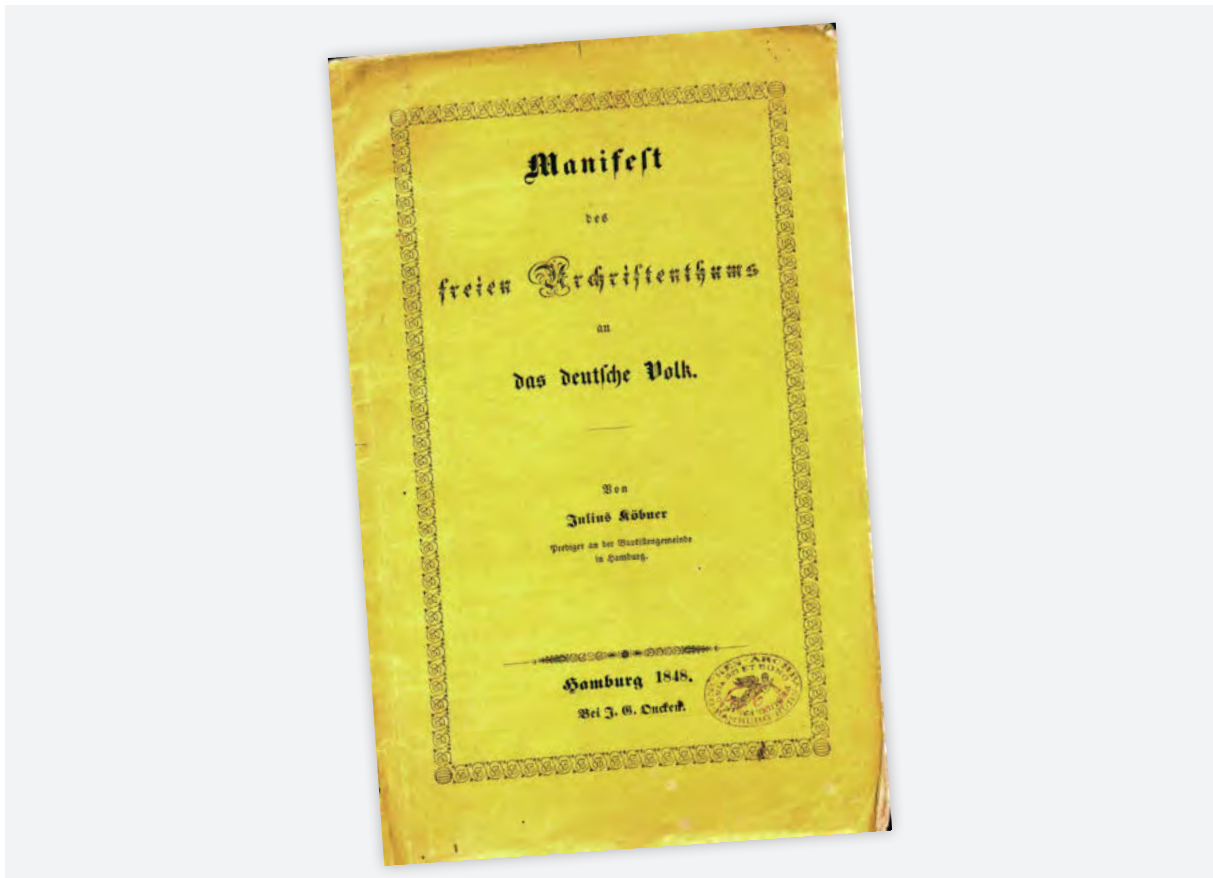 Manifest
des
freien Urchristenthums
an
das deutsche Volk.
Von
Julius Köbner
Prediger an der Baptistengemeinde
in Hamburg.
Hamburg 1848.
Bei J. G. Oncken.
HAMBURG